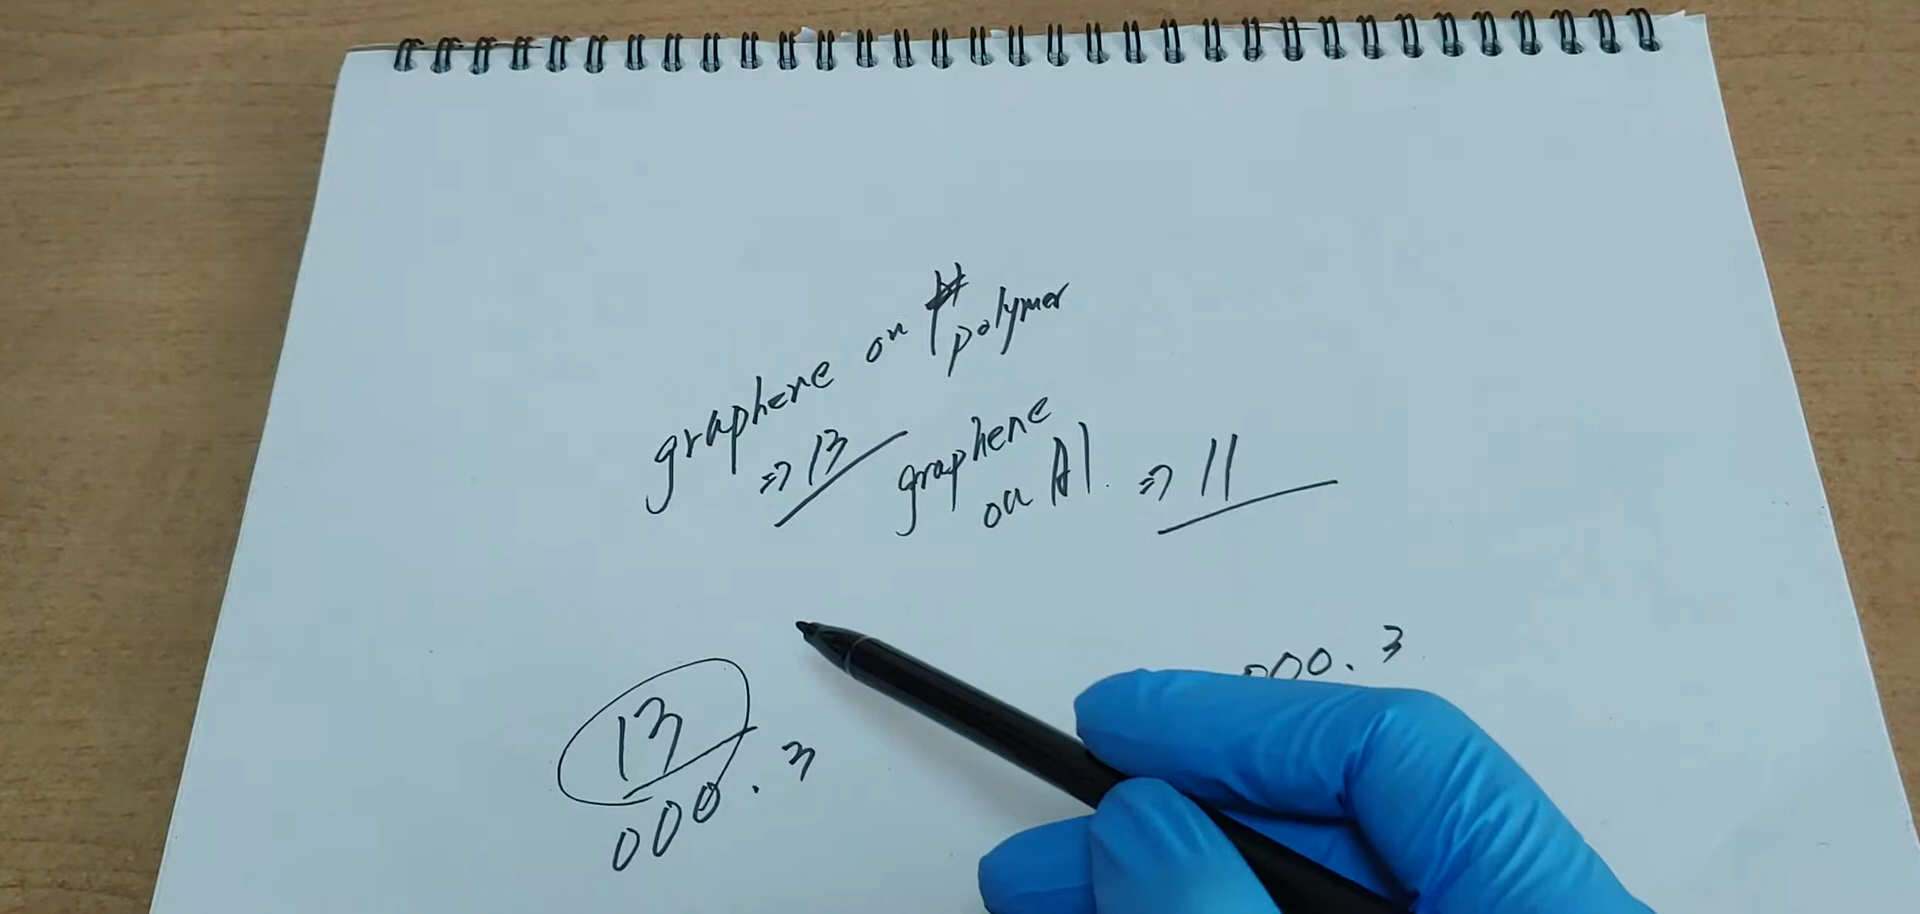 graphene on polymer
=> 13
graphene
on Al. => 11
13
000.3
000.3